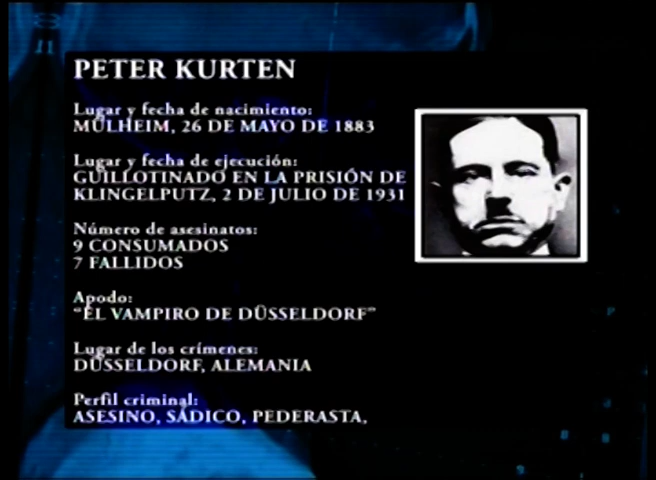 PETER KURTEN
Lugar y fecha de nacimiento:
MÜLHEIM, 26 DE MAYO DE 1883
Lugar y fecha de ejecución:
GUILLOTINADO EN LA PRISIÓN DE
KLINGELPUTZ, 2 DE JULIO DE 1931
Número de asesinatos:
9 CONSUMADOS
7 FALLIDOS
Apodo:
"EL VAMPIRO DE DÜSSELDORF"
Lugar de los crímenes:
DÜSSELDORF, ALEMANIA
Perfil criminal:
ASESINO, SÁDICO, PEDERASTA,